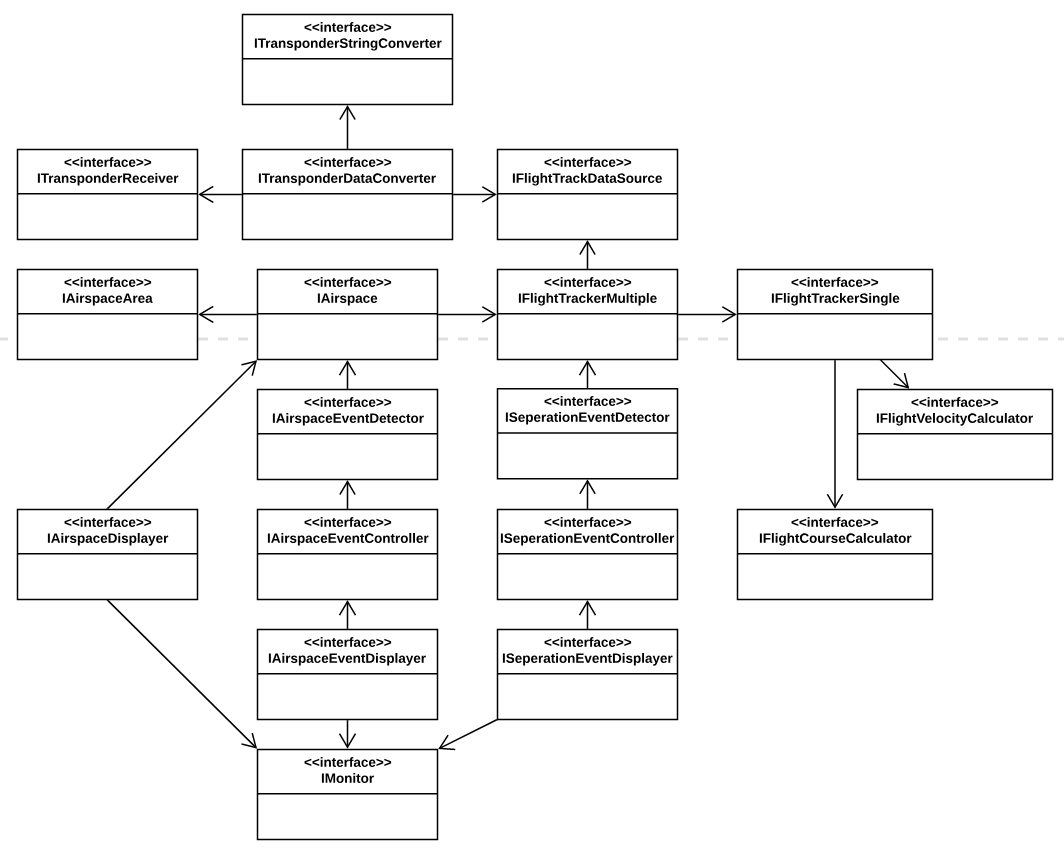 <<interface>>
ITransponderStringConverter
<<interface>>
ITransponderReceiver
<<interface>>
ITransponderDataConverter
<<interface>>
IFlightTrackDataSource
<<interface>>
IAirspaceArea
<<interface>>
IAirspace
<<interface>>
IFlightTrackerMultiple
<<interface>>
IFlightTrackerSingle
<<interface>>
IAirspaceEventDetector
<<interface>>
ISeperationEventDetector
<<interface>>
IFlightVelocityCalculator
<<interface>>
IAirspaceDisplayer
<<interface>>
IAirspaceEventController
<<interface>>
ISeperationEventController
<<interface>>
IFlightCourseCalculator
<<interface>>
IAirspaceEventDisplayer
<<interface>>
ISeperationEventDisplayer
<<interface>>
IMonitor